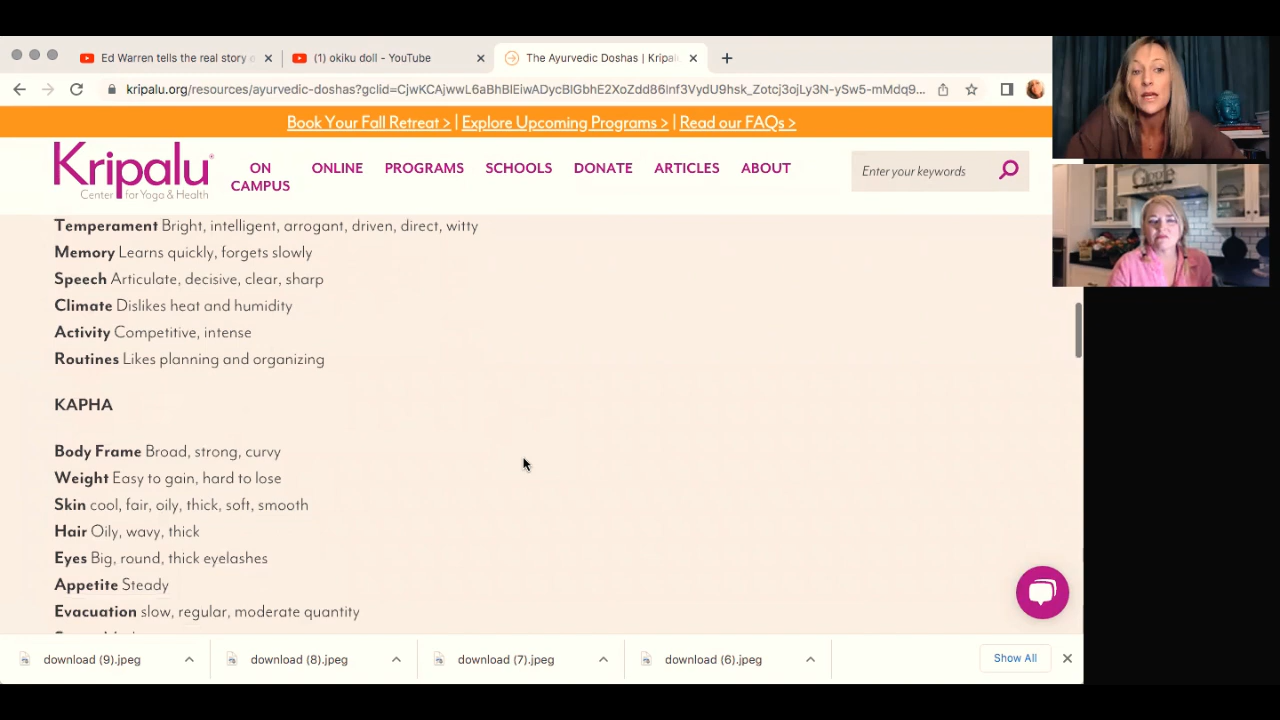 Ed Warren tells the real story
(1) okiku doll - YouTube
The Ayurvedic Doshas | Kripalu
kripalu.org/resources/ayurvedic-doshas?gclid=CjwKCAjwwL6aBhBlEiwADycBIGbhE2XoZdd86inf3VydU9hsk_Zotcj3ojLy3N-ySw5-mMdq9...
Book Your Fall Retreat > | Explore Upcoming Programs > | Read our FAQs >
Kripalu®
Center for Yoga & Health
ON CAMPUS
ONLINE
PROGRAMS
SCHOOLS
DONATE
ARTICLES
ABOUT
Enter your keywords
Temperament Bright, intelligent, arrogant, driven, direct, witty
Memory Learns quickly, forgets slowly
Speech Articulate, decisive, clear, sharp
Climate Dislikes heat and humidity
Activity Competitive, intense
Routines Likes planning and organizing
KAPHA
Body Frame Broad, strong, curvy
Weight Easy to gain, hard to lose
Skin cool, fair, oily, thick, soft, smooth
Hair Oily, wavy, thick
Eyes Big, round, thick eyelashes
Appetite Steady
Evacuation slow, regular, moderate quantity
download (9).jpeg
download (8).jpeg
download (7).jpeg
download (6).jpeg
Show All